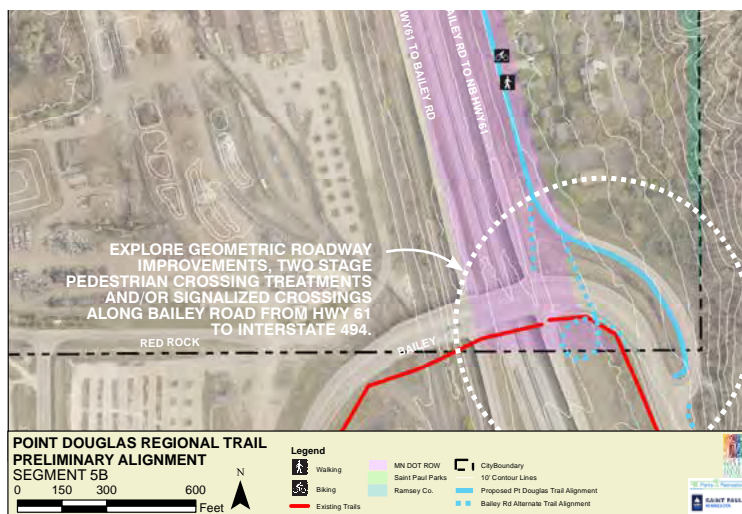 HWY61 TO BAILEY RD
BAILEY RD TO NB HWY61
EXPLORE GEOMETRIC ROADWAY
IMPROVEMENTS, TWO STAGE
PEDESTRIAN CROSSING TREATMENTS
AND/OR SIGNALIZED CROSSINGS
ALONG BAILEY ROAD FROM HWY 61
TO INTERSTATE 494.
RED ROCK
BAILEY
POINT DOUGLAS REGIONAL TRAIL
PRELIMINARY ALIGNMENT
SEGMENT 5B
0 150 300 600
Feet
N
Legend
Walking
Biking
Existing Trails
MN DOT ROW
Saint Paul Parks
Ramsey Co.
CityBoundary
10' Contour Lines
Proposed Pt Douglas Trail Alignment
Bailey Rd Alternate Trail Alignment
SAINT PAUL
MINNESOTA